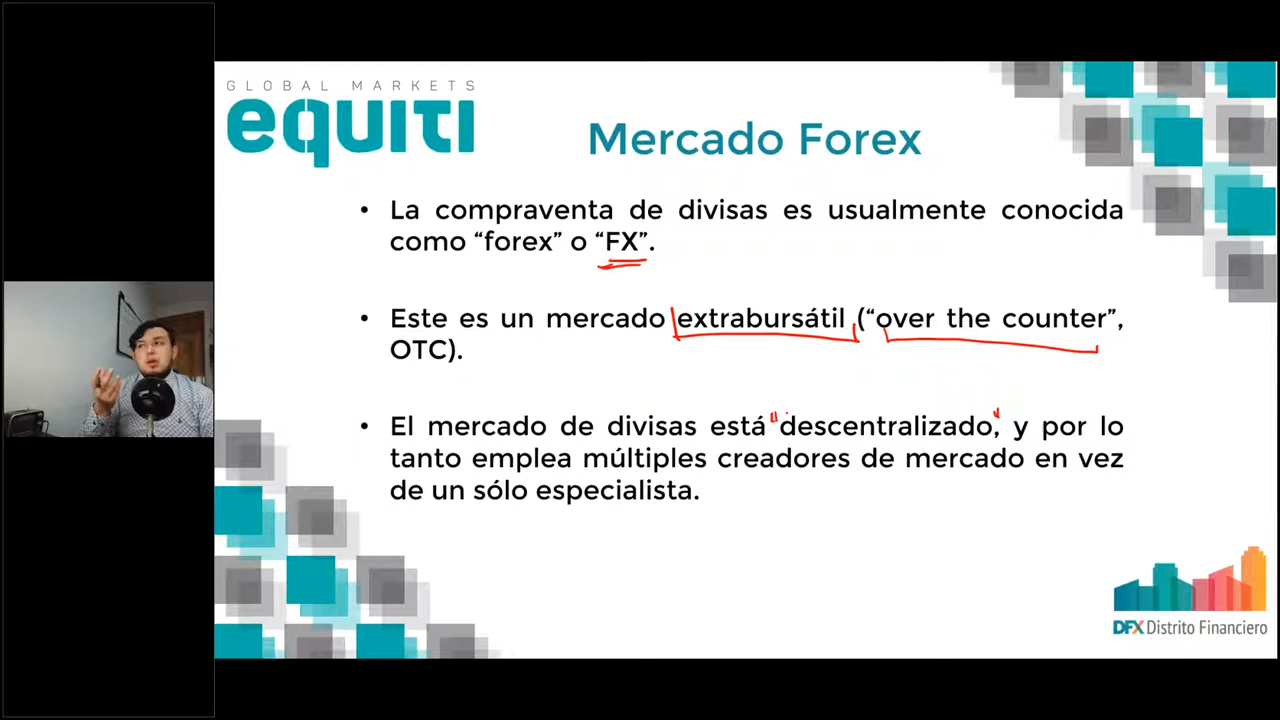 GLOBAL MARKETS
equiti
Mercado Forex
• La compraventa de divisas es usualmente conocida
como “forex” o “FX”.
• Este es un mercado extrabursátil (“over the counter”,
OTC).
• El mercado de divisas está "descentralizado," y por lo
tanto emplea múltiples creadores de mercado en vez
de un sólo especialista.
DFX Distrito Financiero